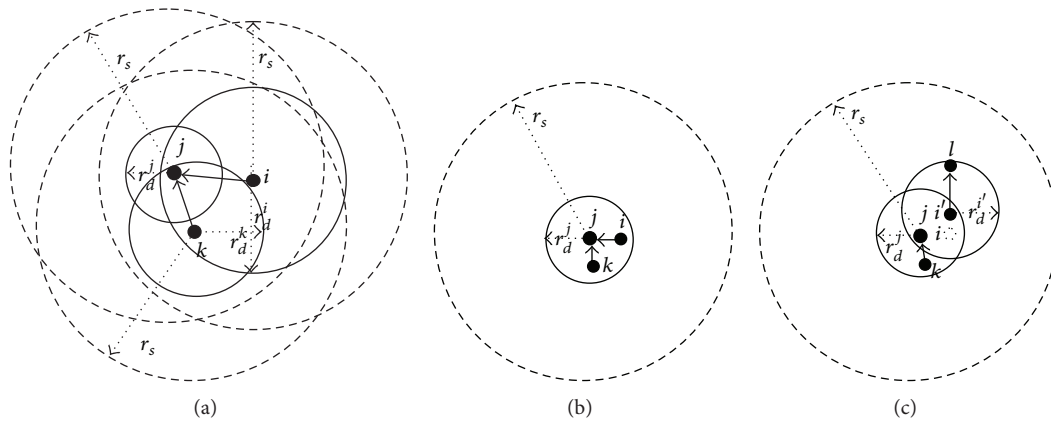 r_s
r_s
j
r_d^j
i
r_d^i
r_d^k
k
r_s
(a)
r_s
j
i
r_d^j
k
(b)
r_s
l
j
i'
r_d^{i'}
r_d^j
i
k
(c)